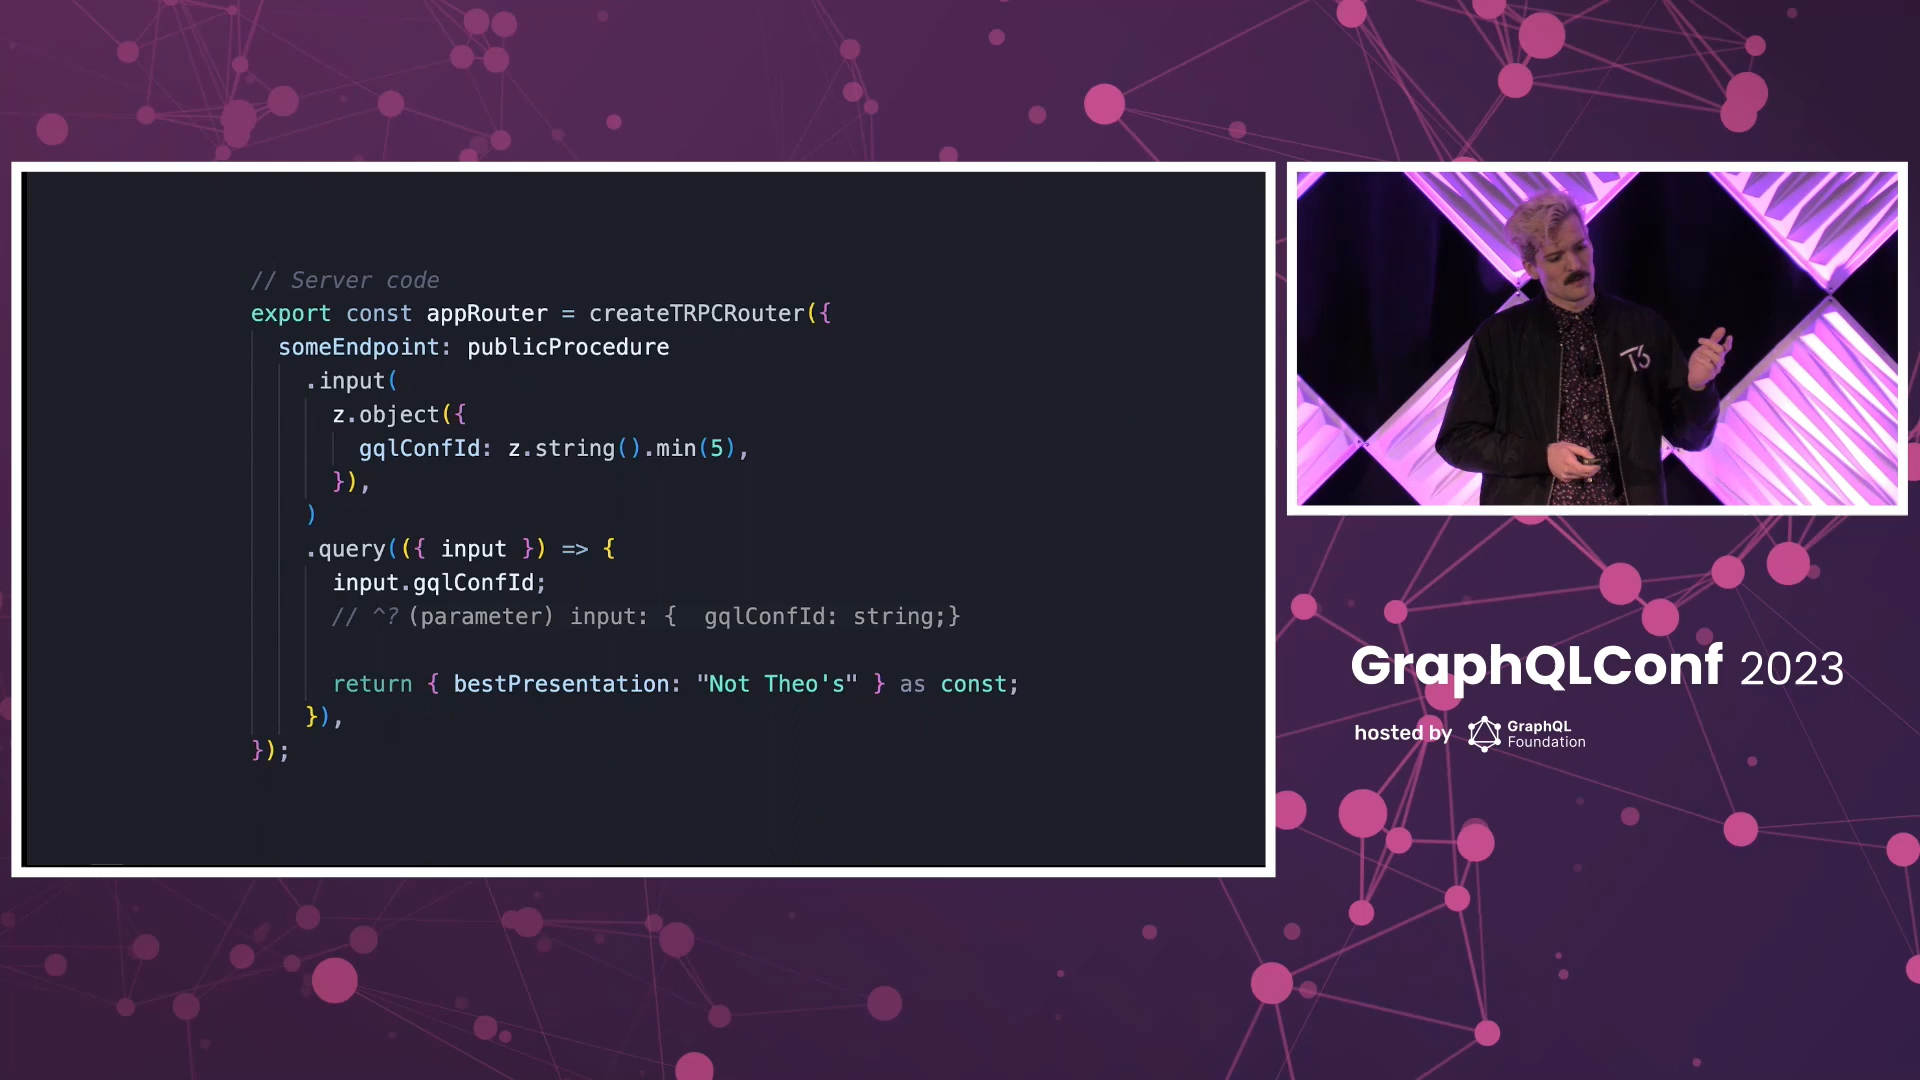 // Server code
export const appRouter = createTRPCRouter({
someEndpoint: publicProcedure
.input(
z.object({
gqlConfId: z.string().min(5),
}),
)
.query(({ input }) => {
input.gqlConfId;
// ^? (parameter) input: {  gqlConfId: string;}
return { bestPresentation: "Not Theo's" } as const;
}),
});
T3
GraphQLConf 2023
hosted by
GraphQL
Foundation